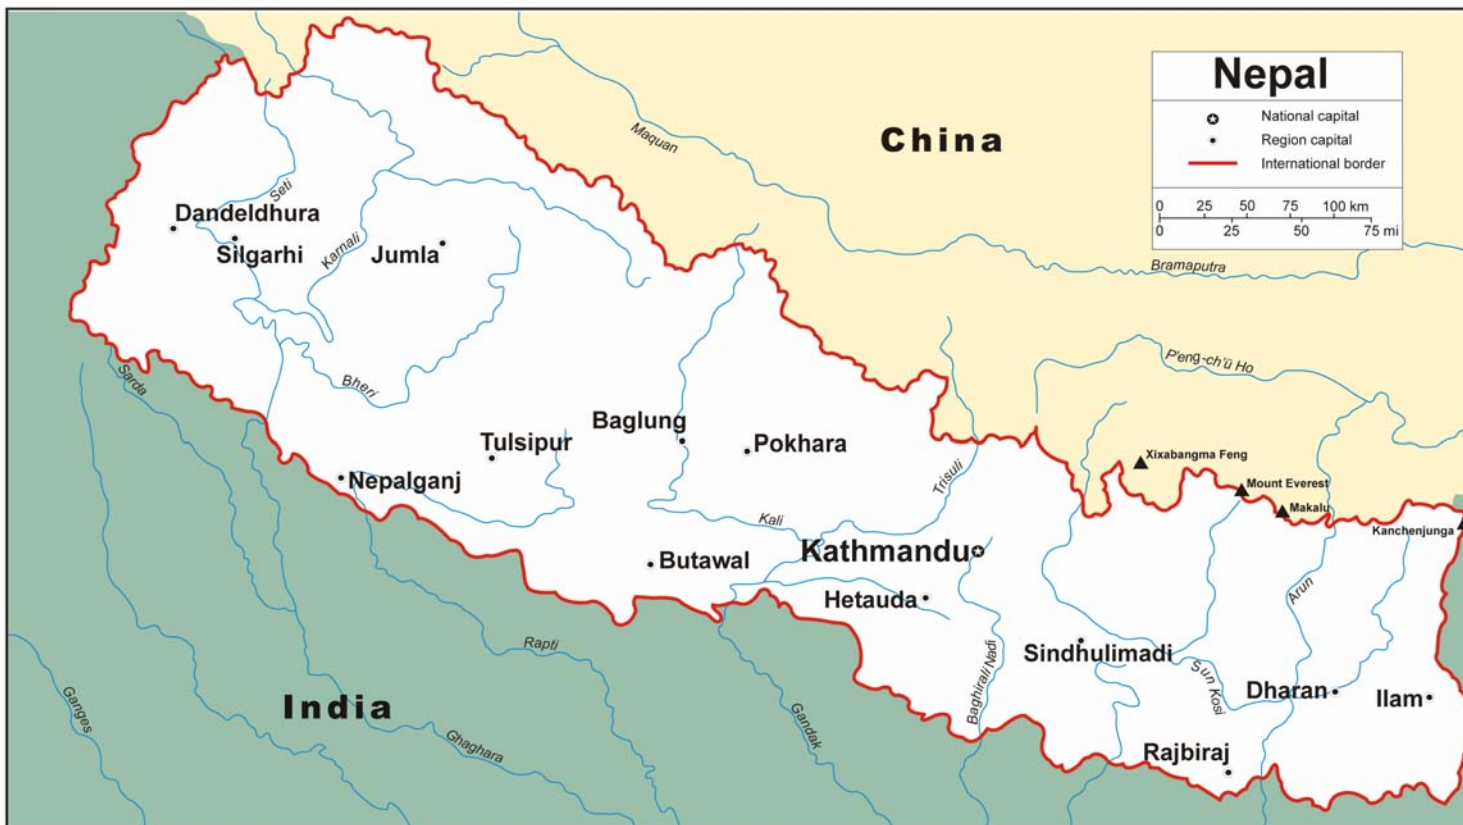 Nepal
National capital
Region capital
International border
0 25 50 75 100 km
0 25 50 75 mi
China
Maquan
Seti
Dandeldhura
Silgarhi
Karnali
Jumla
Bramaputra
P'eng-ch'ü Ho
Sarda
Bheri
Baglung
Tulsipur
Pokhara
Nepalganj
Trisuli
Xixabangma Feng
Mount Everest
Makalu
Kanchenjunga
Kali
Kathmandu
Butawal
Hetauda
Arun
Rapti
Sindhulimadi
Baghirali Nadi
Sun Kosi
Dharan
Ilam
India
Ganges
Gandak
Ghaghara
Rajbiraj